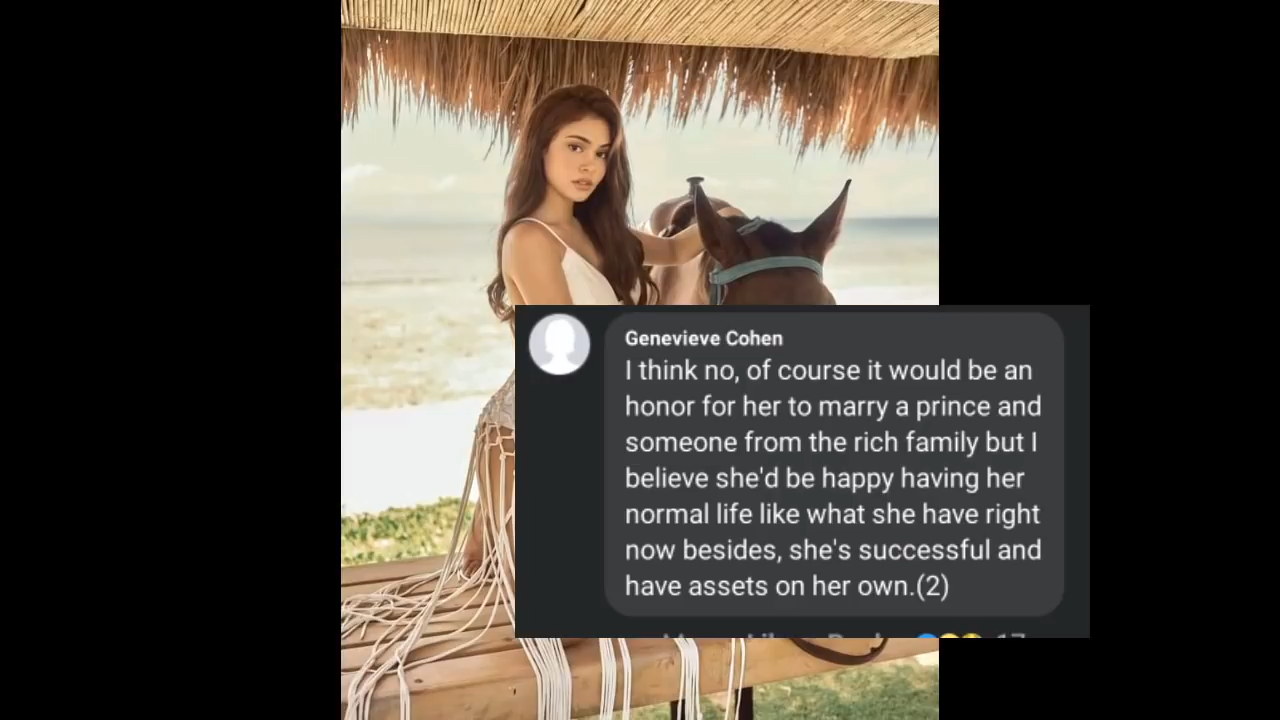 Genevieve Cohen
I think no, of course it would be an
honor for her to marry a prince and
someone from the rich family but I
believe she'd be happy having her
normal life like what she have right
now besides, she's successful and
have assets on her own.(2)